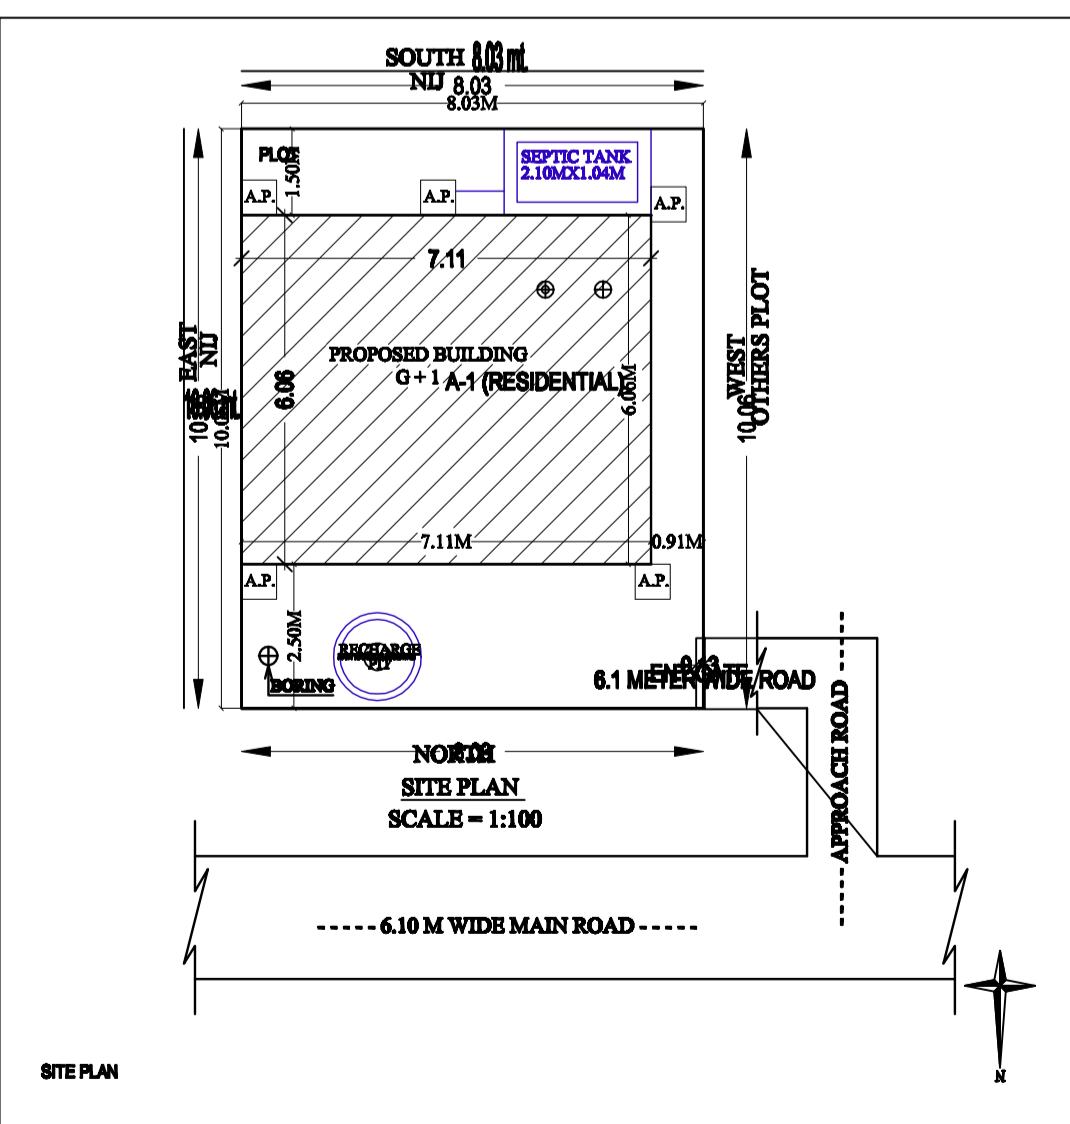 SOUTH 8.03 mt.
NIJ 8.03
8.03M
PLOT
1.50M
SEPTIC TANK
2.10MX1.04M
A.P.
A.P.
A.P.
7.11
EAST
NIJ
10.06M
6.06
PROPOSED BUILDING
G + 1 A-1 (RESIDENTIAL)
6.06M
WEST
OTHERS PLOT
10.06
7.11M
0.91M
A.P.
A.P.
2.50M
RECHARGE
PIT
BORING
6.1 METER WIDE ROAD
NORTH
SITE PLAN
SCALE = 1:100
APPROACH ROAD
6.10 M WIDE MAIN ROAD
N
SITE PLAN